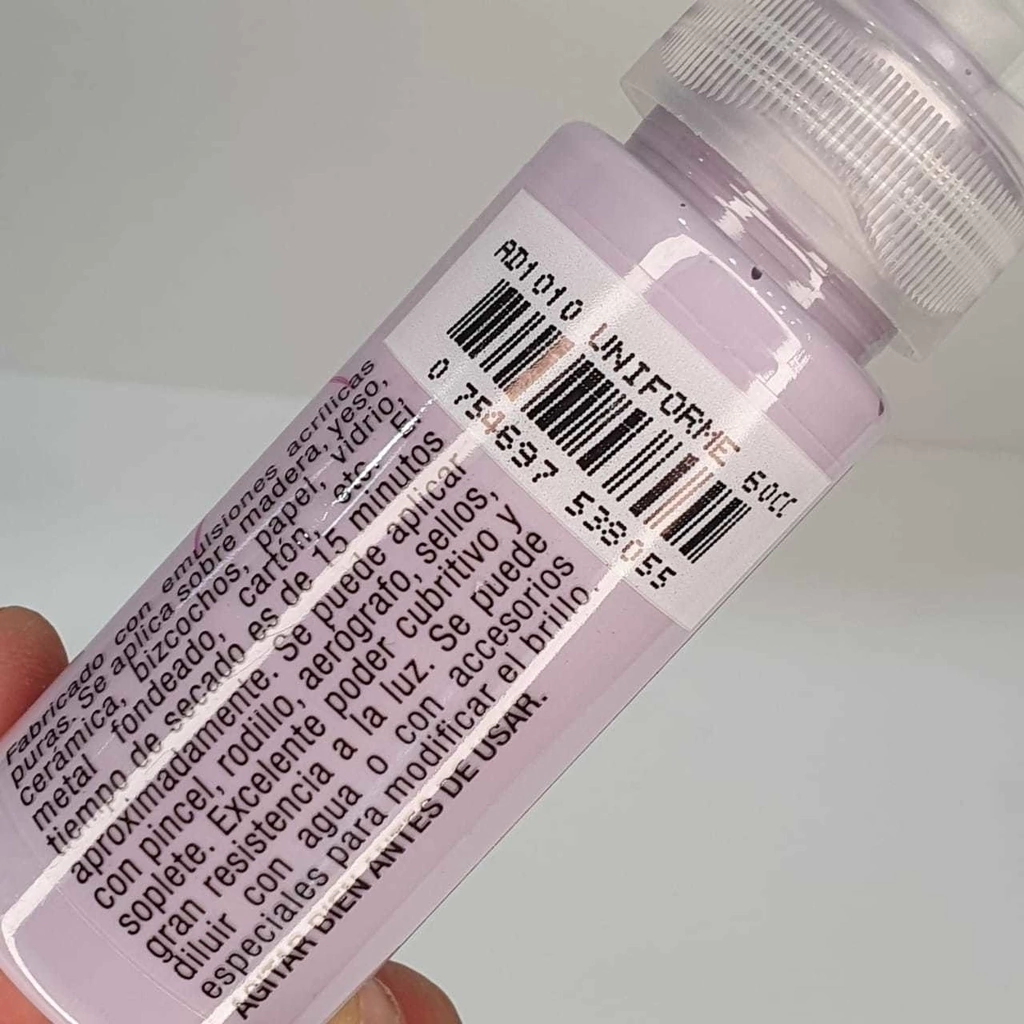 AD1010 UNIFORME 60CC
0 754697 538055
Fabricado con emulsiones acrílicas
puras. Se aplica sobre madera, yeso,
cerámica, bizcochos, papel, vidrio,
metal fondeado, cartón, etc. El
tiempo de secado es de 15 minutos
aproximadamente. Se puede aplicar
con pincel, rodillo, aerografo, sellos,
soplete. Excelente poder cubritivo y
gran resistencia a la luz. Se puede
diluir con agua o con accesorios
especiales para modificar el brillo.
AGITAR BIEN ANTES DE USAR.